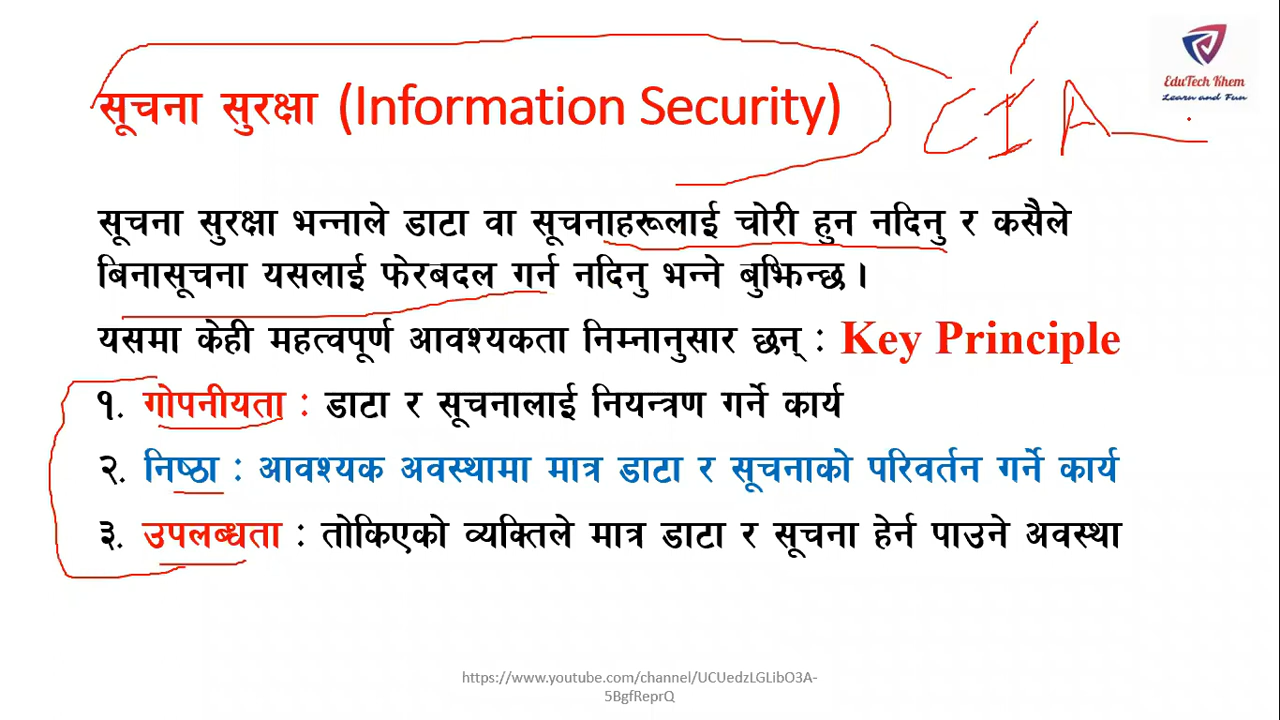 सूचना सुरक्षा (Information Security)
CIA
EduTech Khem
Learn and Fun
सूचना सुरक्षा भन्नाले डाटा वा सूचनाहरूलाई चोरी हुन नदिनु र कसैले
बिनासूचना यसलाई फेरबदल गर्न नदिनु भन्ने बुझिन्छ ।
यसमा केही महत्वपूर्ण आवश्यकता निम्नानुसार छन् : Key Principle
१. गोपनीयता : डाटा र सूचनालाई नियन्त्रण गर्ने कार्य
२. निष्ठा : आवश्यक अवस्थामा मात्र डाटा र सूचनाको परिवर्तन गर्ने कार्य
३. उपलब्धता : तोकिएको व्यक्तिले मात्र डाटा र सूचना हेर्न पाउने अवस्था
https://www.youtube.com/channel/UCUedzLGLibO3A-
5BgfReprQ